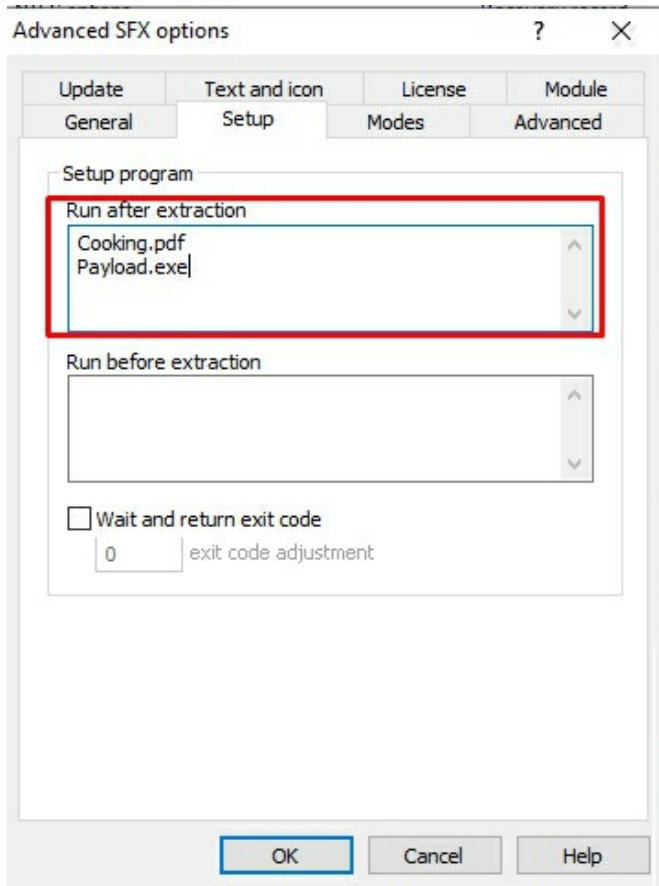 Advanced SFX options
?
Update Text and icon License Module
General Setup Modes Advanced
Setup program
Run after extraction
Cooking.pdf
Payload.exe
Run before extraction
Wait and return exit code
0 exit code adjustment
OK Cancel Help